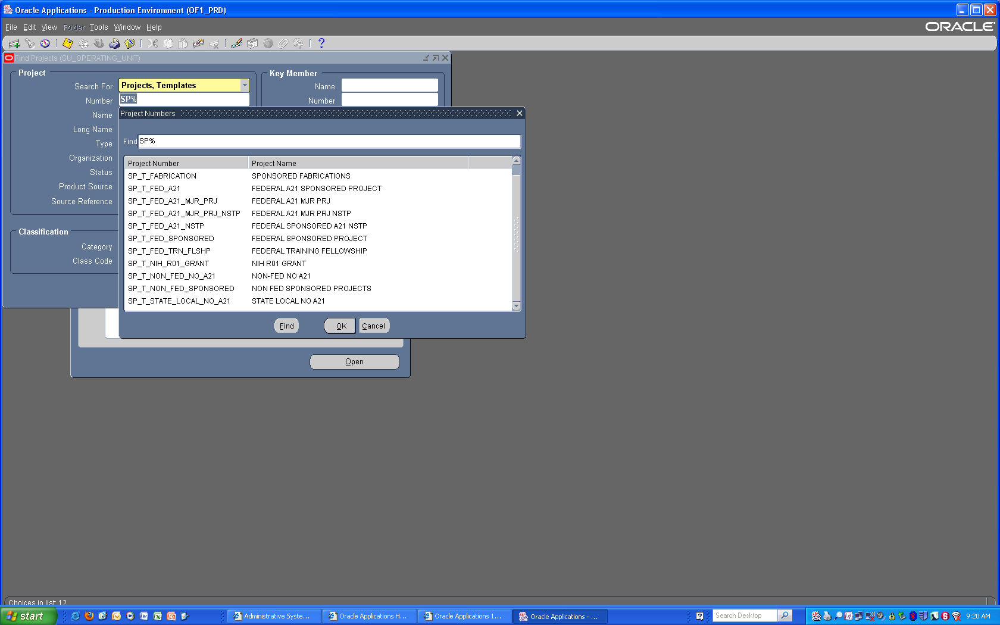 Oracle Applications - Production Environment (OF1_PRD)
File Edit View Folder Tools Window Help
ORACLE
Find Projects (SU_OPERATING_UNIT)
Project
Search For Projects, Templates
Number SP%
Name
Long Name
Type
Organization
Status
Product Source
Source Reference
Key Member
Name
Number
Classification
Category
Class Code
Project Numbers
Find SP%
Project Number Project Name
SP_T_FABRICATION SPONSORED FABRICATIONS
SP_T_FED_A21 FEDERAL A21 SPONSORED PROJECT
SP_T_FED_A21_MJR_PRJ FEDERAL A21 MJR PRJ
SP_T_FED_A21_MJR_PRJ_NSTP FEDERAL A21 MJR PRJ NSTP
SP_T_FED_A21_NSTP FEDERAL SPONSORED A21 NSTP
SP_T_FED_SPONSORED FEDERAL SPONSORED PROJECT
SP_T_FED_TRN_FLSHP FEDERAL TRAINING FELLOWSHIP
SP_T_NIH_R01_GRANT NIH R01 GRANT
SP_T_NON_FED_NO_A21 NON-FED NO A21
SP_T_NON_FED_SPONSORED NON FED SPONSORED PROJECTS
SP_T_STATE_LOCAL_NO_A21 STATE LOCAL NO A21
Find OK Cancel
Open
Choices in list: 12
start Administrative Syste... Oracle Applications H... Oracle Applications 1... Oracle Applications - ... Search Desktop 9:20 AM